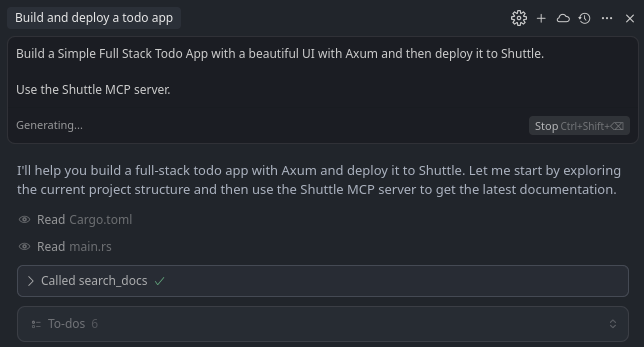 Build and deploy a todo app
Build a Simple Full Stack Todo App with a beautiful UI with Axum and then deploy it to Shuttle.
Use the Shuttle MCP server.
Generating...
Stop Ctrl+Shift+⌫
I'll help you build a full-stack todo app with Axum and deploy it to Shuttle. Let me start by exploring
the current project structure and then use the Shuttle MCP server to get the latest documentation.
Read Cargo.toml
Read main.rs
Called search_docs
To-dos 6